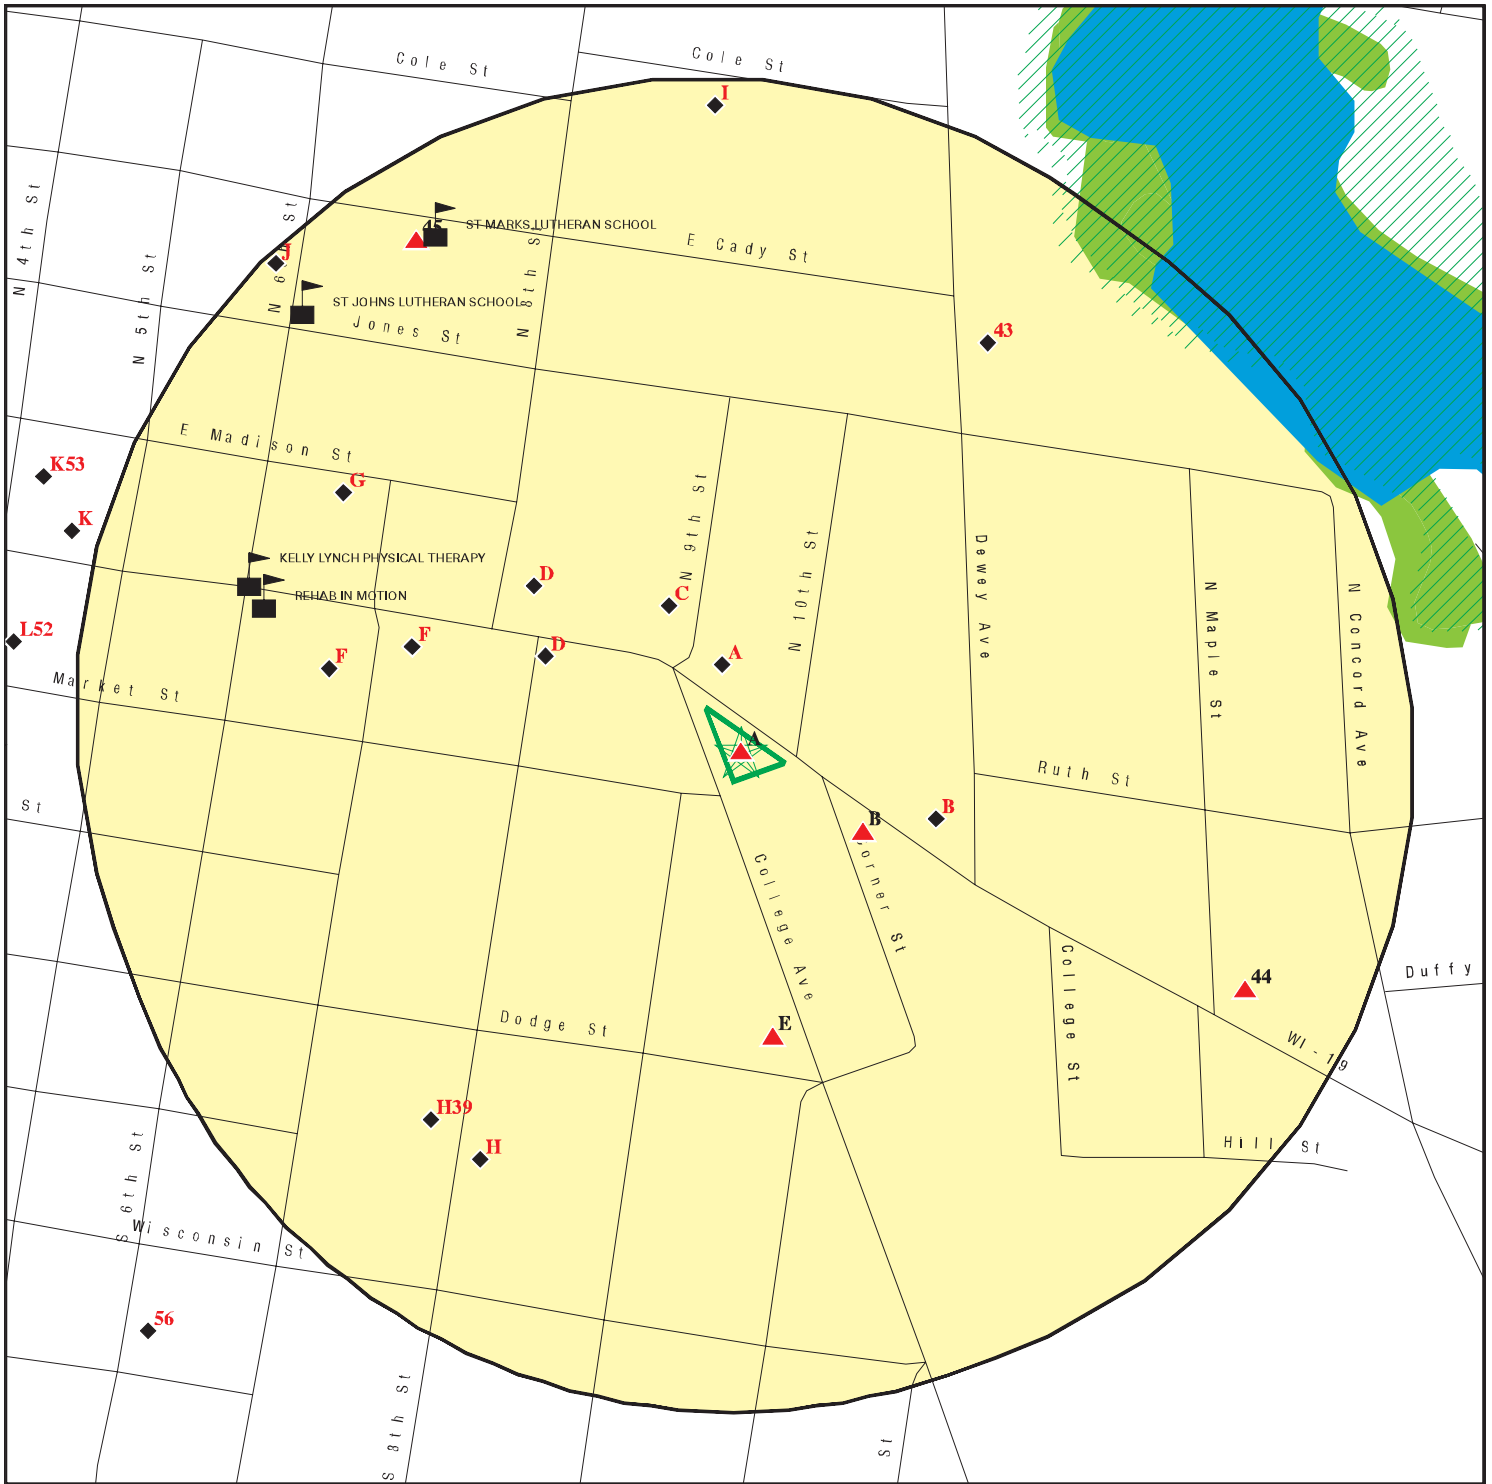 Cole St
Cole St
I
N 4th St
45
ST MARKS LUTHERAN SCHOOL
E Cady St
N 5th St
N 6th St
J
N 8th St
ST JOHNS LUTHERAN SCHOOL
Jones St
43
E Madison St
K53
G
K
N 9th St
N 10th St
Dewey Ave
N Maple St
N Concord Ave
KELLY LYNCH PHYSICAL THERAPY
REHAB IN MOTION
D
C
L52
F
F
D
A
Market St
A
Ruth St
St
B
B
Corner St
College Ave
College St
44
Duffy
Dodge St
E
WI-19
H39
H
Hill St
S 6th St
Wisconsin St
56
S 8th St
St